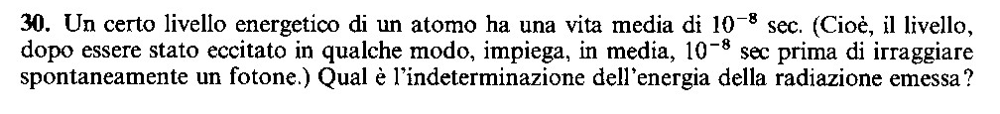 30. Un certo livello energetico di un atomo ha una vita media di 10⁻⁸ sec. (Cioè, il livello,
dopo essere stato eccitato in qualche modo, impiega, in media, 10⁻⁸ sec prima di irraggiare
spontaneamente un fotone.) Qual è l'indeterminazione dell'energia della radiazione emessa?